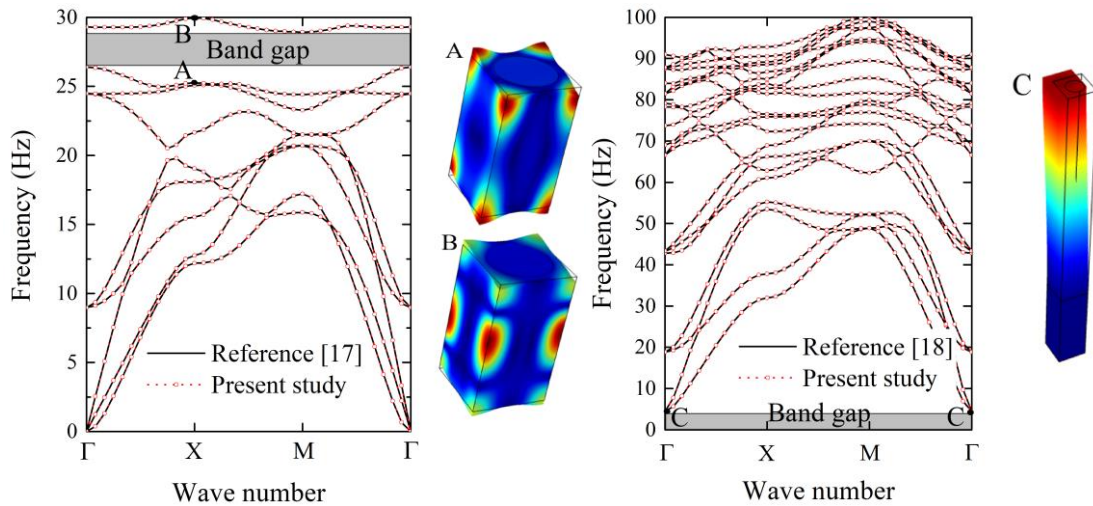 30
25
20
15
10
5
0
Frequency (Hz)
B
Band gap
A
Reference [17]
Present study
Γ
X
M
Γ
Wave number
A
B
100
90
80
70
60
50
40
30
20
10
0
Frequency (Hz)
Reference [18]
Present study
Band gap
C
C
Γ
X
M
Γ
Wave number
C